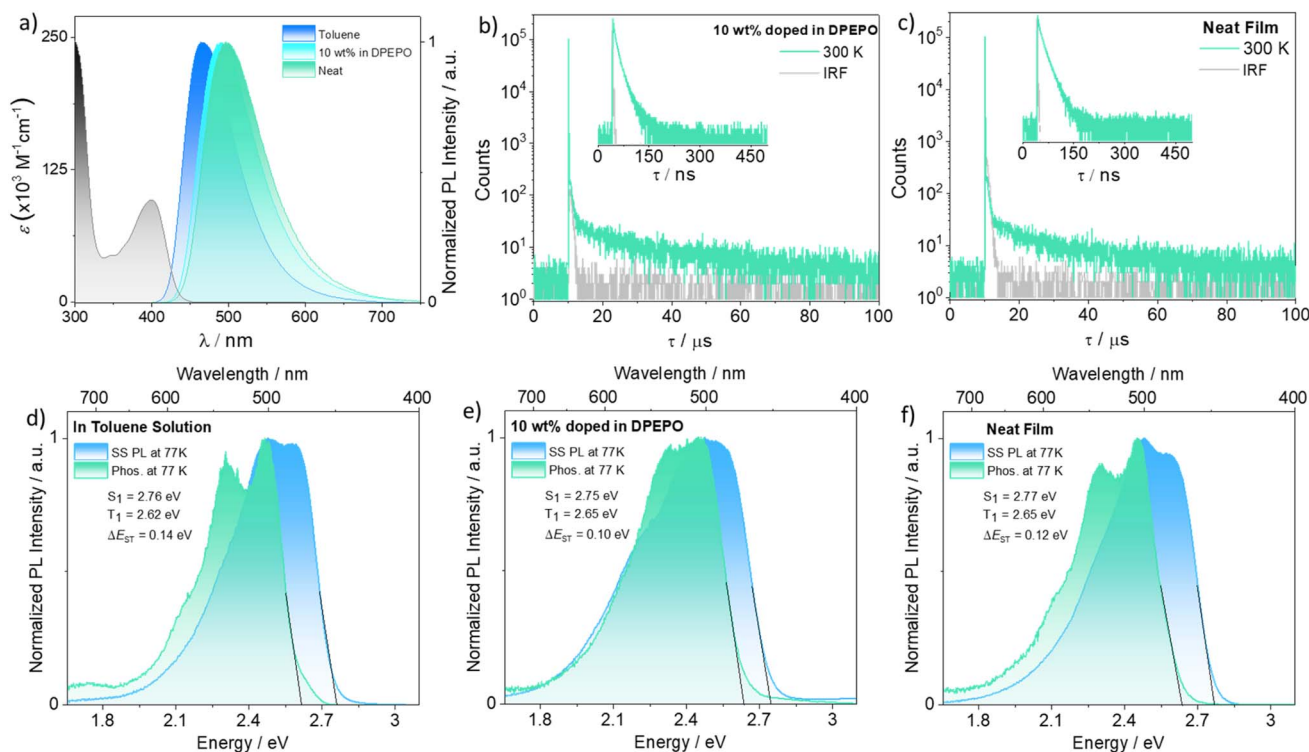 a)
250
125
0
ε (x10³ M⁻¹ cm⁻¹)
Toluene
10 wt% in DPEPO
Neat
1
0
Normalized PL Intensity / a.u.
300 400 500 600 700
λ / nm
b)
10 wt% doped in DPEPO
300 K
IRF
10⁵
10⁴
10³
10²
10¹
10⁰
Counts
0 150 300 450
τ / ns
0 20 40 60 80 100
τ / μs
c)
Neat Film
300 K
IRF
10⁵
10⁴
10³
10²
10¹
10⁰
Counts
0 150 300 450
τ / ns
0 20 40 60 80 100
τ / μs
Wavelength / nm
700 600 500 400
d)
In Toluene Solution
SS PL at 77K
Phos. at 77 K
S₁ = 2.76 eV
T₁ = 2.62 eV
ΔE_ST = 0.14 eV
1
0
Normalized PL Intensity / a.u.
1.8 2.1 2.4 2.7 3
Energy / eV
Wavelength / nm
700 600 500 400
e)
10 wt% doped in DPEPO
SS PL at 77K
Phos. at 77 K
S₁ = 2.75 eV
T₁ = 2.65 eV
ΔE_ST = 0.10 eV
1
0
Normalized PL Intensity / a.u.
1.8 2.1 2.4 2.7 3
Energy / eV
Wavelength / nm
700 600 500 400
f)
Neat Film
SS PL at 77K
Phos. at 77 K
S₁ = 2.77 eV
T₁ = 2.65 eV
ΔE_ST = 0.12 eV
1
0
Normalized PL Intensity / a.u.
1.8 2.1 2.4 2.7 3
Energy / eV